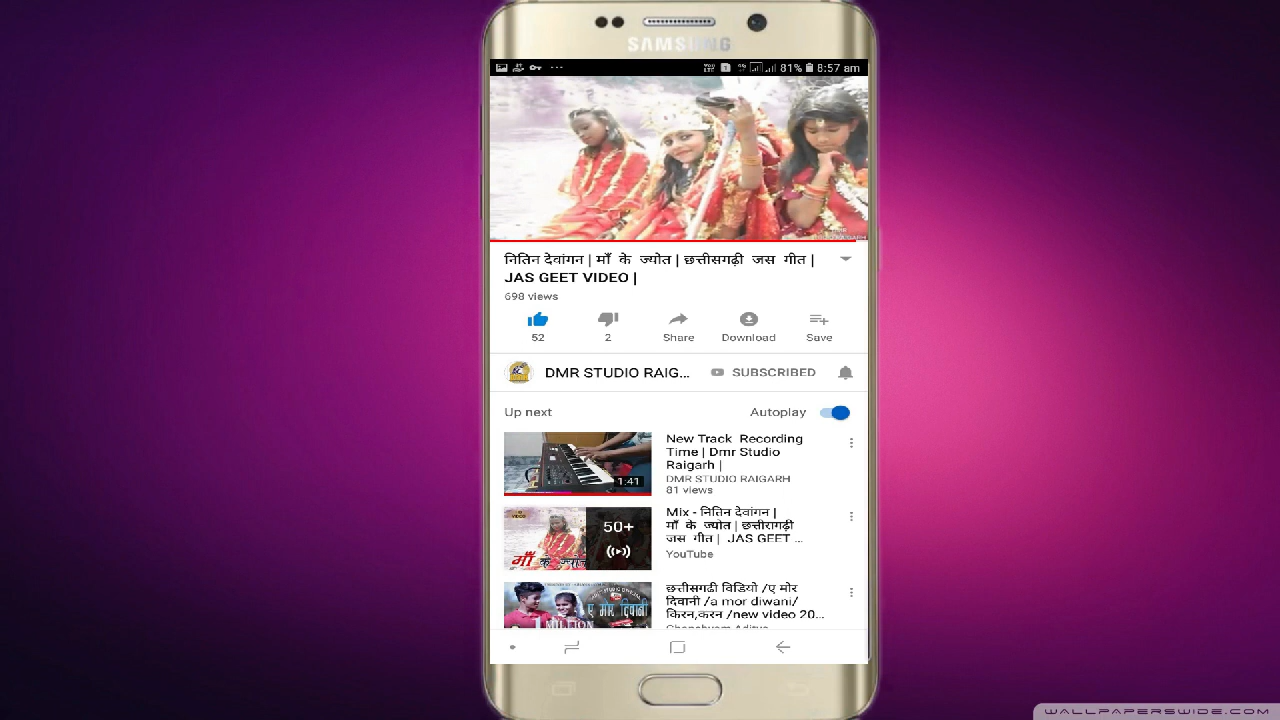 SAMSUNG
81% 8:57 am
नितिन देवांगन | माँ के ज्योत | छत्तीसगढ़ी जस गीत |
JAS GEET VIDEO |
698 views
52
2
Share
Download
Save
DMR STUDIO RAIG...
SUBSCRIBED
Up next
Autoplay
New Track Recording
Time | Dmr Studio
Raigarh |
DMR STUDIO RAIGARH
81 views
1:41
Mix - नितिन देवांगन |
माँ के ज्योत | छत्तीसगढ़ी
जस गीत | JAS GEET ...
YouTube
50+
VIDEO
माँ के ज्योत
छत्तीसगढी विडियो /ए मोर
दिवानी /a mor diwani/
किरन,करन /new video 20...
ए मोर दिवानी
1 MILLION
WALLPAPERSWIDE.COM